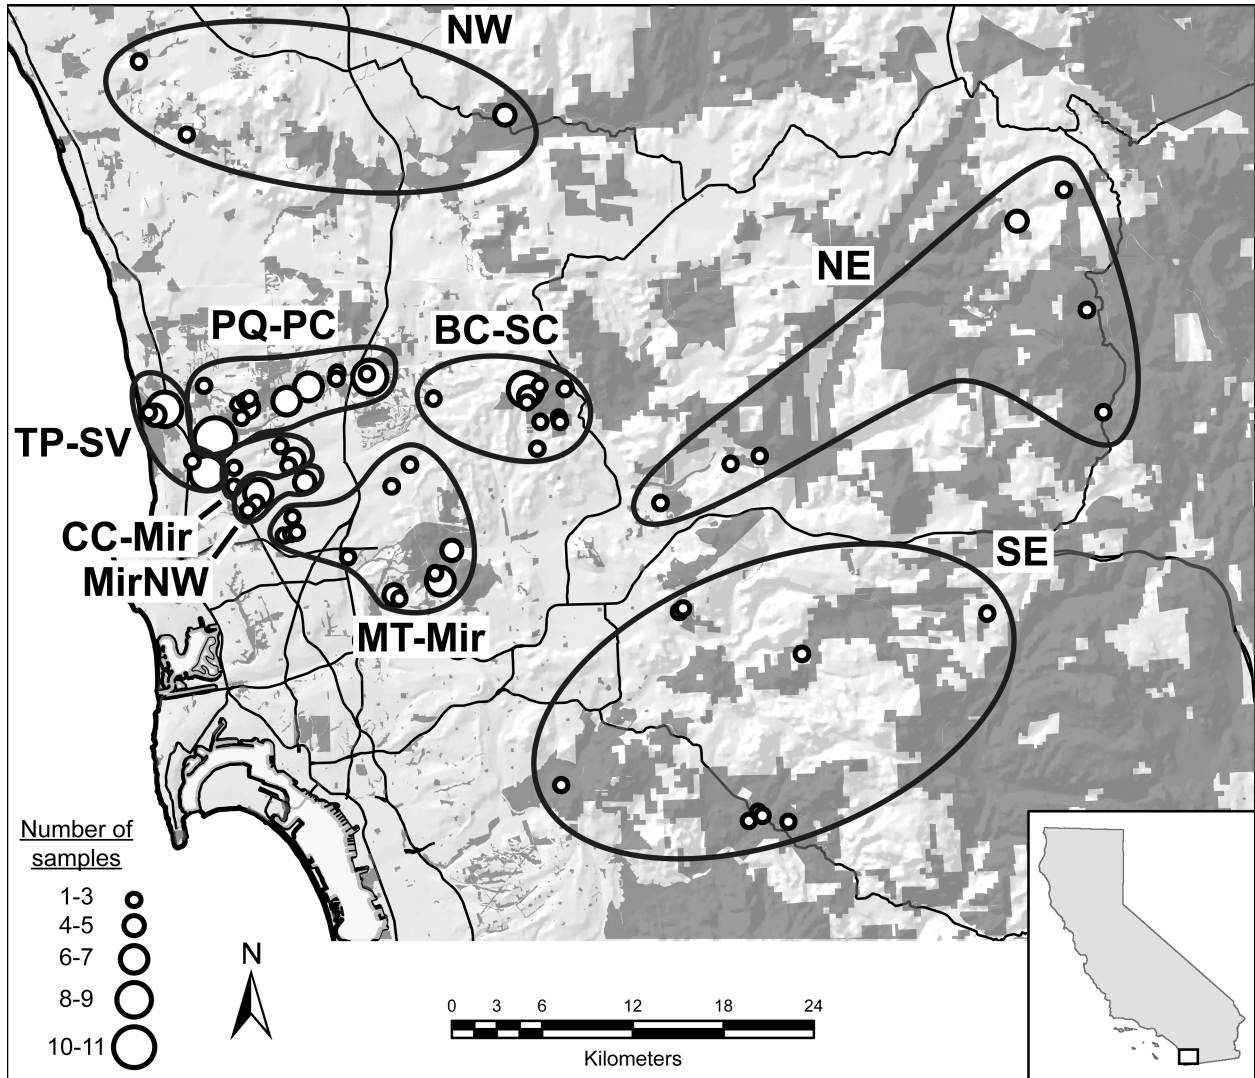 NW
NE
PQ-PC
BC-SC
TP-SV
CC-Mir
MirNW
MT-Mir
SE
Number of
samples
1-3
4-5
6-7
8-9
10-11
N
0 3 6 12 18 24
Kilometers